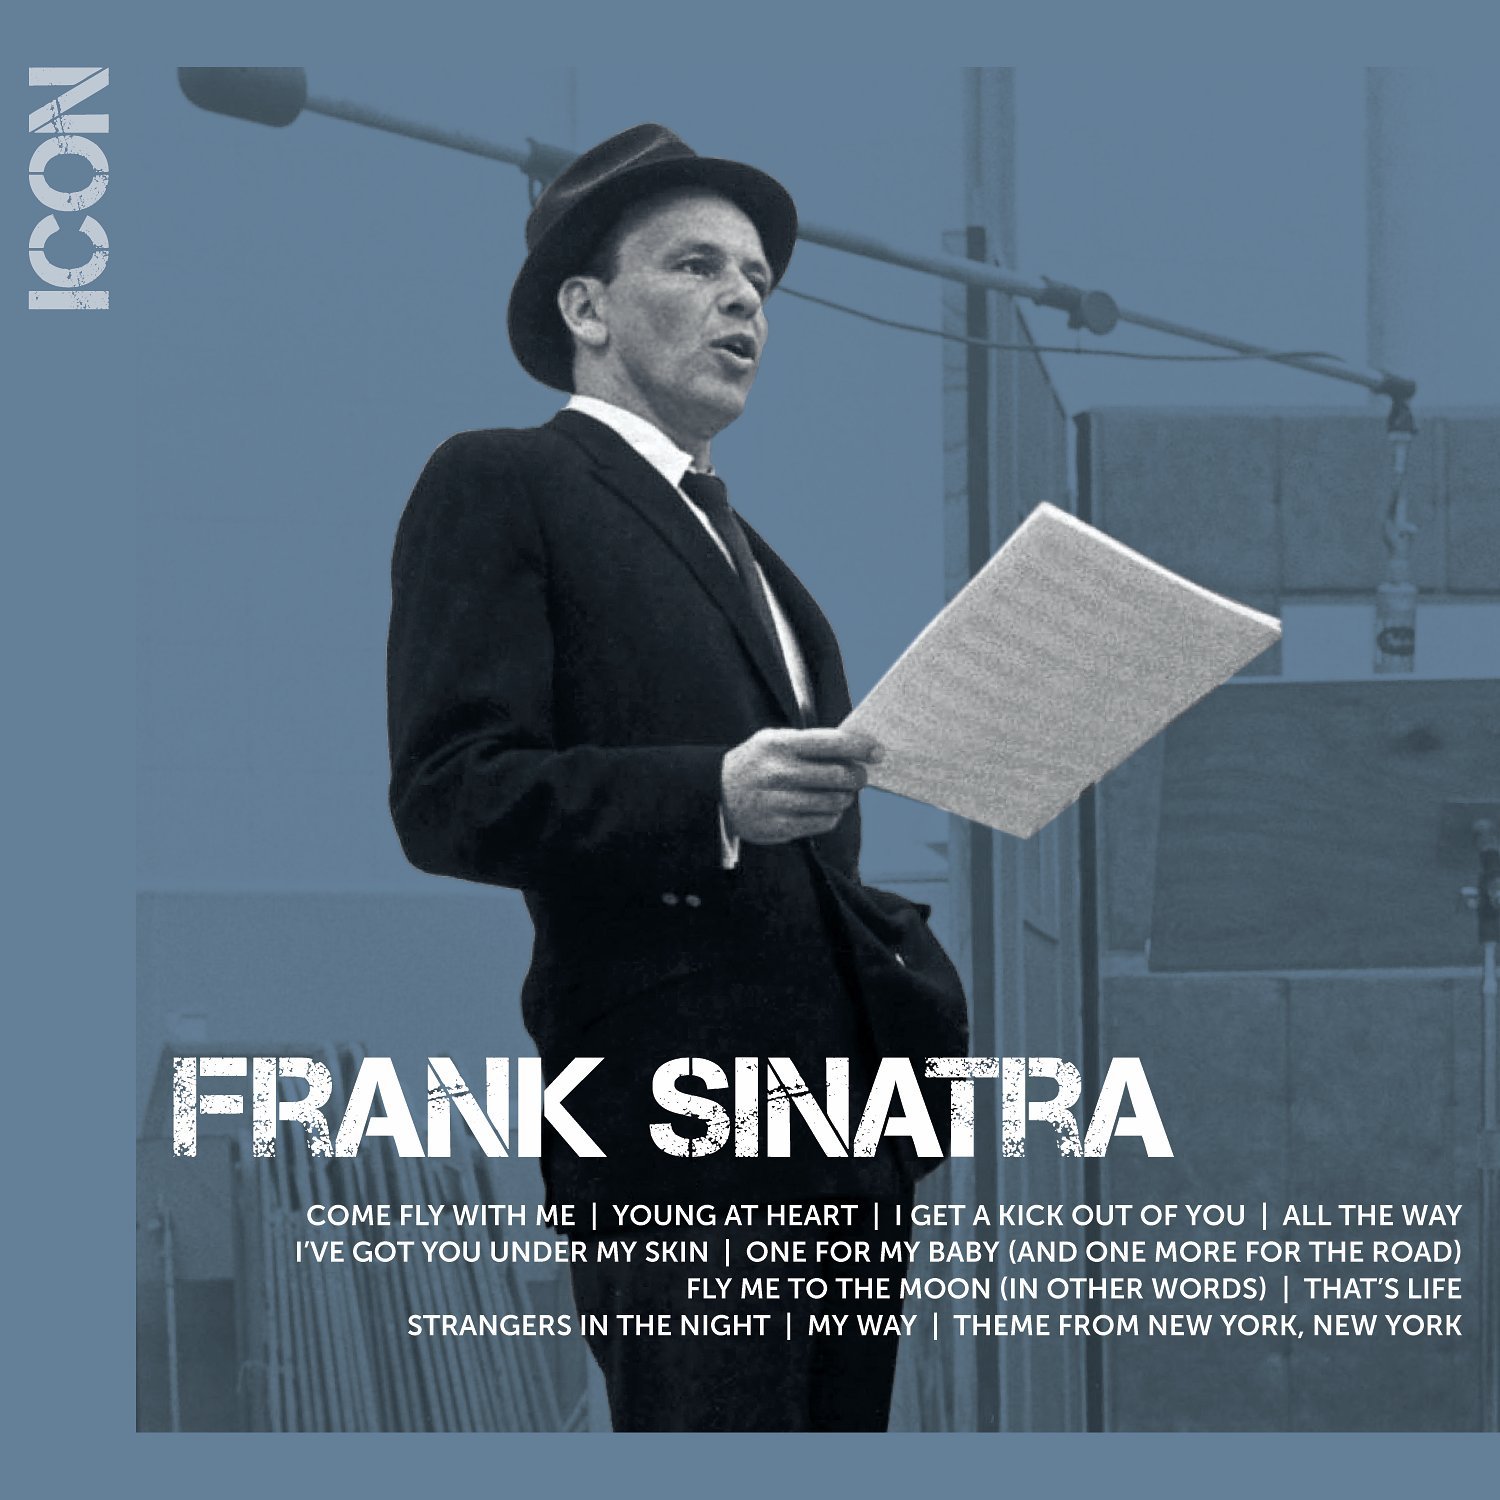 ICON
FRANK SINATRA
COME FLY WITH ME | YOUNG AT HEART | I GET A KICK OUT OF YOU | ALL THE WAY
I'VE GOT YOU UNDER MY SKIN | ONE FOR MY BABY (AND ONE MORE FOR THE ROAD)
FLY ME TO THE MOON (IN OTHER WORDS) | THAT'S LIFE
STRANGERS IN THE NIGHT | MY WAY | THEME FROM NEW YORK, NEW YORK